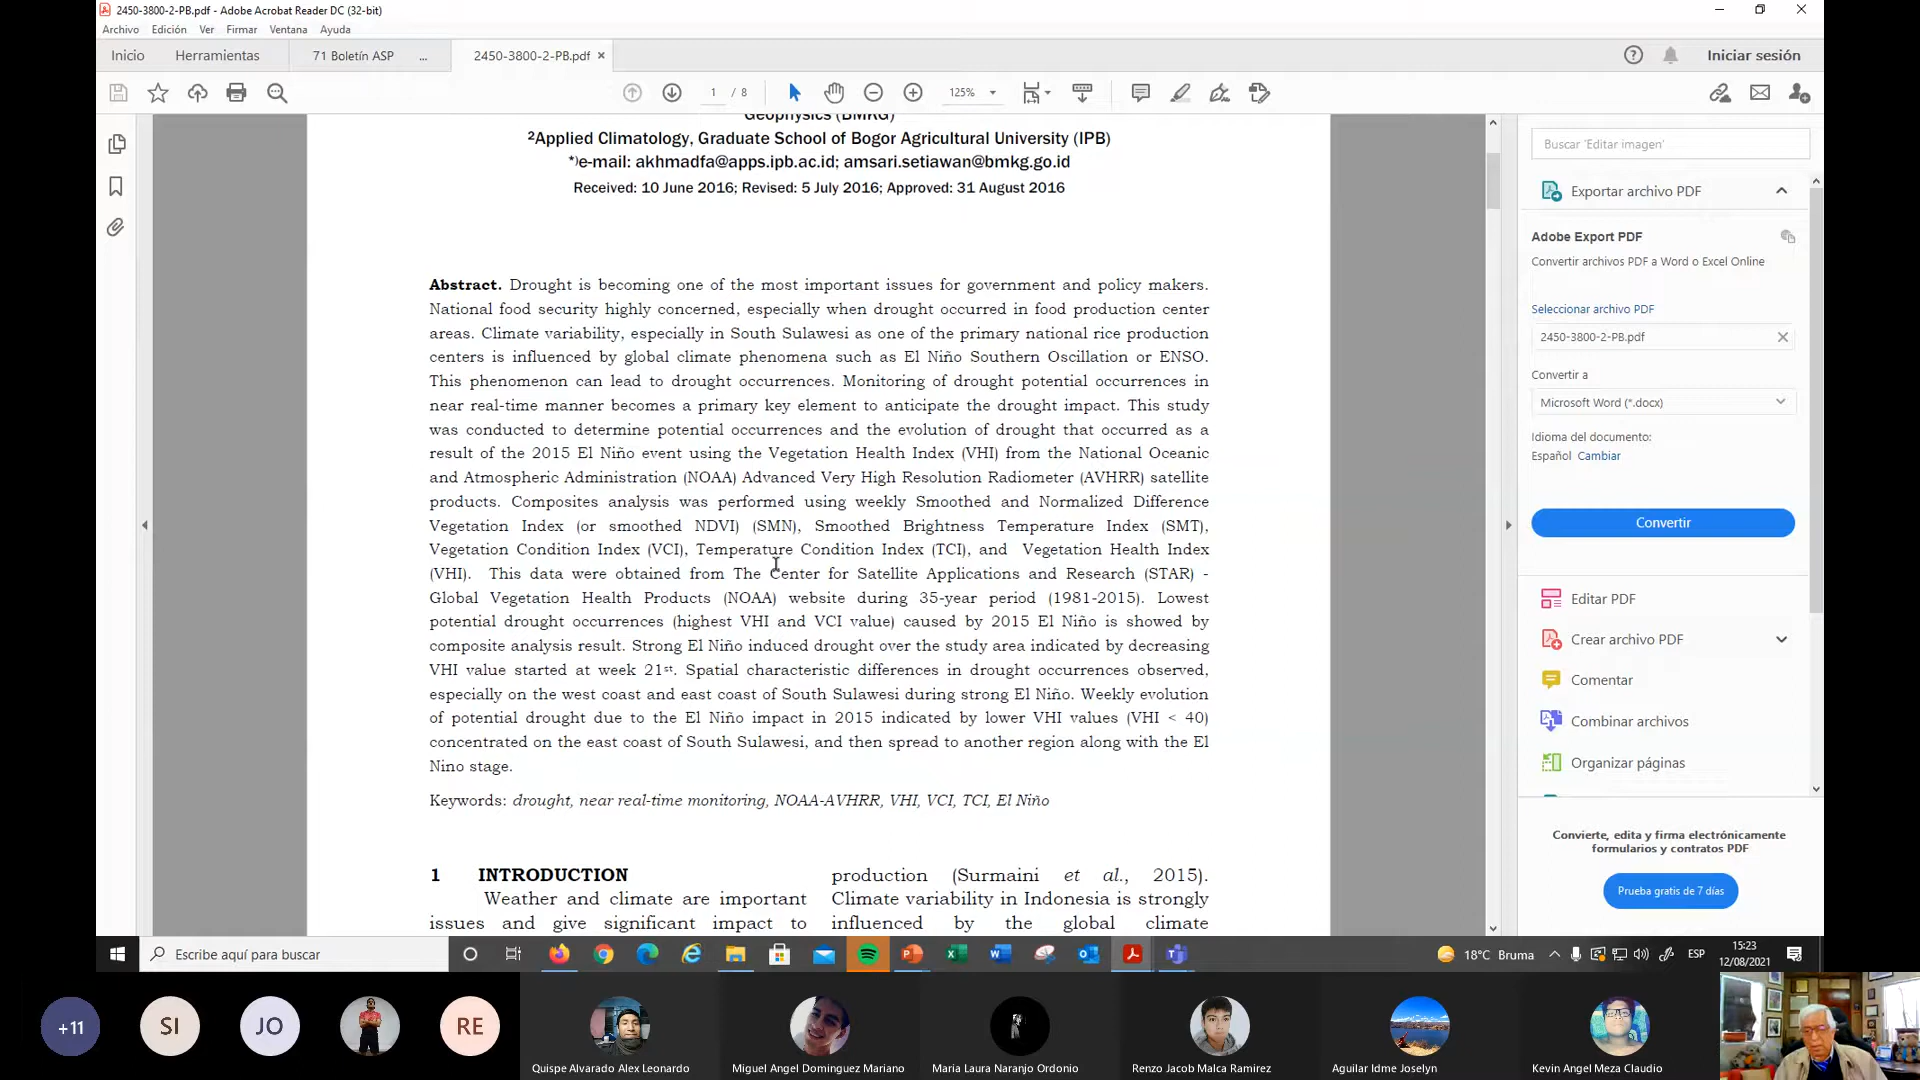 2450-3800-2-PB.pdf - Adobe Acrobat Reader DC (32-bit)
Archivo Edición Ver Firmar Ventana Ayuda
Inicio Herramientas 71 Boletín ASP ... 2450-3800-2-PB.pdf × Iniciar sesión
1 / 8 125%
Geophysics (BMKG)
²Applied Climatology, Graduate School of Bogor Agricultural University (IPB)
*)e-mail: akhmadfa@apps.ipb.ac.id; amsari.setiawan@bmkg.go.id
Received: 10 June 2016; Revised: 5 July 2016; Approved: 31 August 2016
Abstract. Drought is becoming one of the most important issues for government and policy makers.
National food security highly concerned, especially when drought occurred in food production center
areas. Climate variability, especially in South Sulawesi as one of the primary national rice production
centers is influenced by global climate phenomena such as El Niño Southern Oscillation or ENSO.
This phenomenon can lead to drought occurrences. Monitoring of drought potential occurrences in
near real-time manner becomes a primary key element to anticipate the drought impact. This study
was conducted to determine potential occurrences and the evolution of drought that occurred as a
result of the 2015 El Niño event using the Vegetation Health Index (VHI) from the National Oceanic
and Atmospheric Administration (NOAA) Advanced Very High Resolution Radiometer (AVHRR) satellite
products. Composites analysis was performed using weekly Smoothed and Normalized Difference
Vegetation Index (or smoothed NDVI) (SMN), Smoothed Brightness Temperature Index (SMT),
Vegetation Condition Index (VCI), Temperature Condition Index (TCI), and Vegetation Health Index
(VHI). This data were obtained from The Center for Satellite Applications and Research (STAR) -
Global Vegetation Health Products (NOAA) website during 35-year period (1981-2015). Lowest
potential drought occurrences (highest VHI and VCI value) caused by 2015 El Niño is showed by
composite analysis result. Strong El Niño induced drought over the study area indicated by decreasing
VHI value started at week 21st. Spatial characteristic differences in drought occurrences observed,
especially on the west coast and east coast of South Sulawesi during strong El Niño. Weekly evolution
of potential drought due to the El Niño impact in 2015 indicated by lower VHI values (VHI < 40)
concentrated on the east coast of South Sulawesi, and then spread to another region along with the El
Nino stage.
Keywords: drought, near real-time monitoring, NOAA-AVHRR, VHI, VCI, TCI, El Niño
1 INTRODUCTION
Weather and climate are important
issues and give significant impact to
production (Surmaini et al., 2015).
Climate variability in Indonesia is strongly
influenced by the global climate
Buscar 'Editar imagen'
Exportar archivo PDF
Adobe Export PDF
Convertir archivos PDF a Word o Excel Online
Seleccionar archivo PDF
2450-3800-2-PB.pdf
Convertir a
Microsoft Word (*.docx)
Idioma del documento:
Español Cambiar
Convertir
Editar PDF
Crear archivo PDF
Comentar
Combinar archivos
Organizar páginas
Convierte, edita y firma electrónicamente
formularios y contratos PDF
Prueba gratis de 7 días
Escribe aquí para buscar
18°C Bruma ESP
15:23
12/08/2021
+11 SI JO RE
Quispe Alvarado Alex Leonardo
Miguel Angel Dominguez Mariano
Maria Laura Naranjo Ordonio
Renzo Jacob Malca Ramirez
Aguilar Idme Joselyn
Kevin Angel Meza Claudio